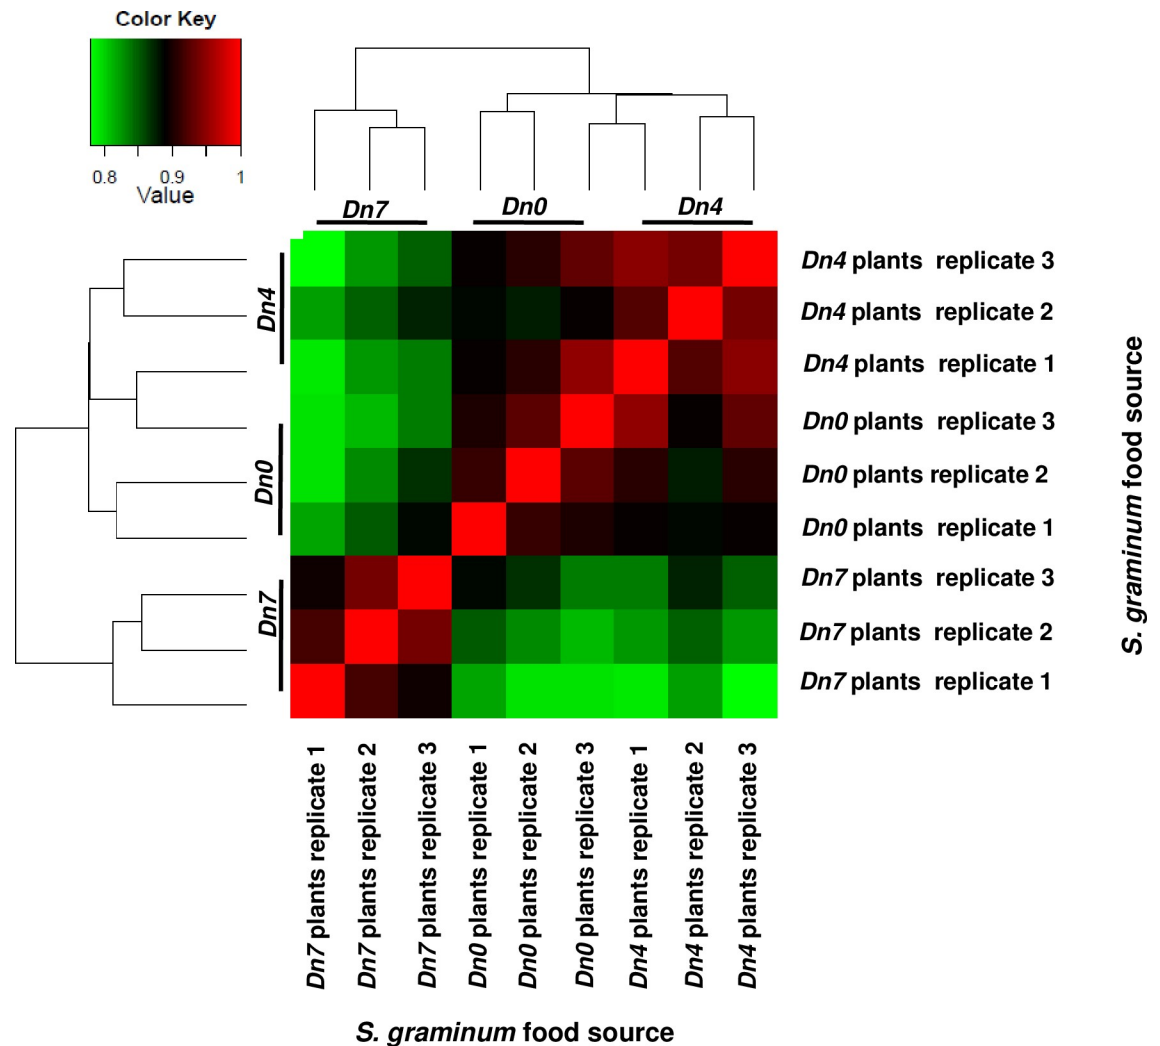 Color Key
0.8 0.9 1
Value
Dn7 Dn0 Dn4
Dn4
Dn0
Dn7
Dn4 plants replicate 3
Dn4 plants replicate 2
Dn4 plants replicate 1
Dn0 plants replicate 3
Dn0 plants replicate 2
Dn0 plants replicate 1
Dn7 plants replicate 3
Dn7 plants replicate 2
Dn7 plants replicate 1
S. graminum food source
Dn7 plants replicate 1
Dn7 plants replicate 2
Dn7 plants replicate 3
Dn0 plants replicate 1
Dn0 plants replicate 2
Dn0 plants replicate 3
Dn4 plants replicate 1
Dn4 plants replicate 2
Dn4 plants replicate 3
S. graminum food source